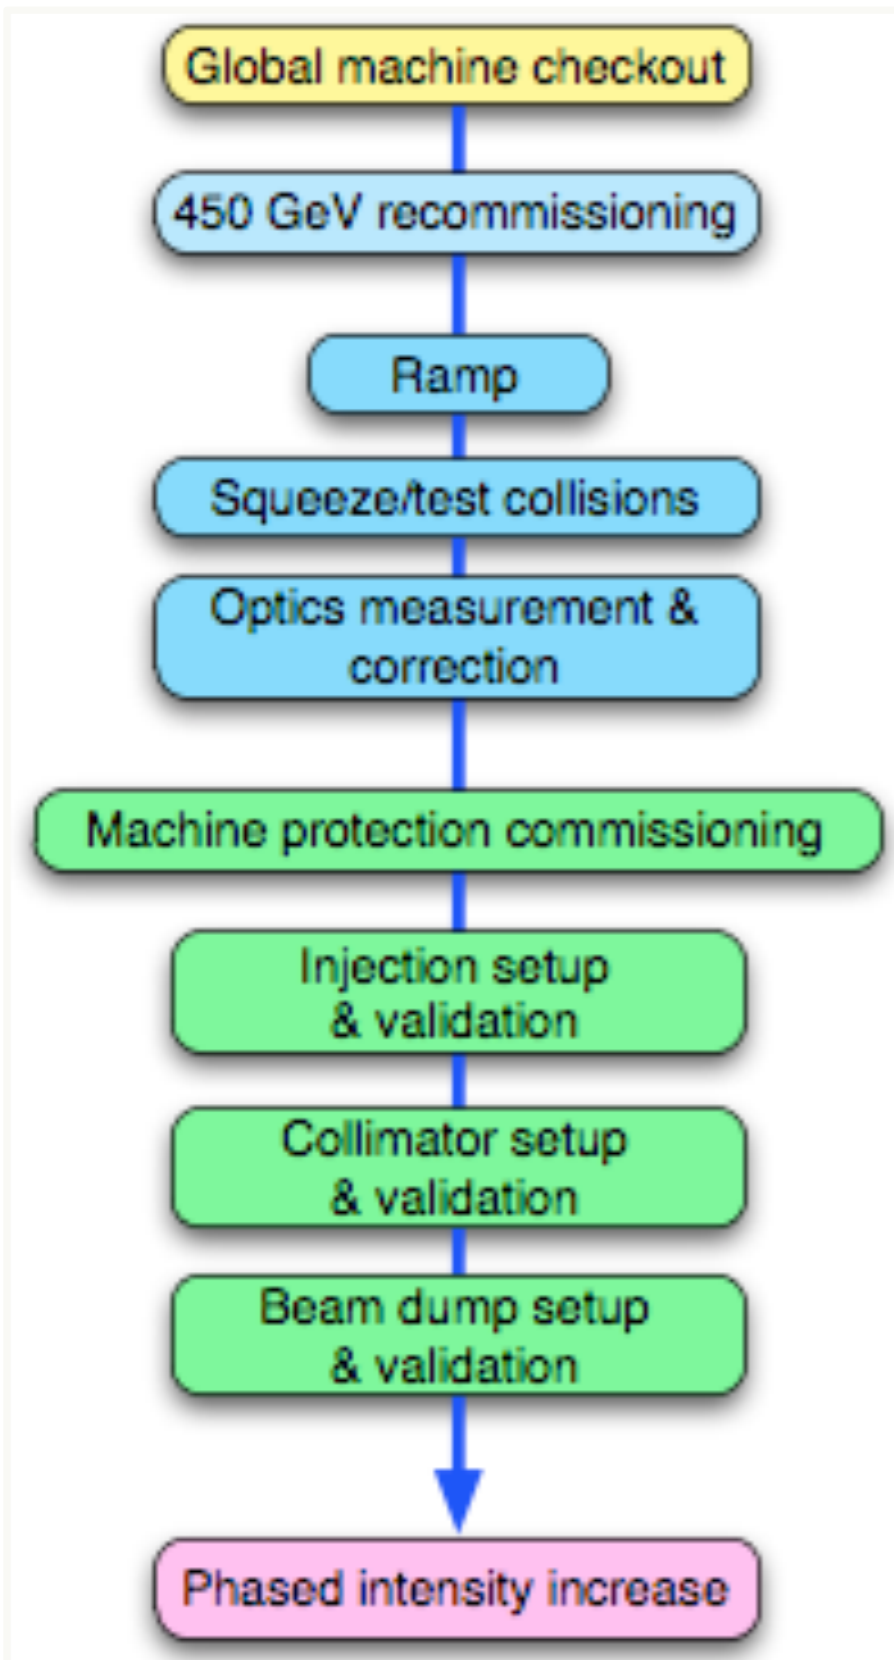 Global machine checkout
450 GeV recommissioning
Ramp
Squeeze/test collisions
Optics measurement &
correction
Machine protection commissioning
Injection setup
& validation
Collimator setup
& validation
Beam dump setup
& validation
Phased intensity increase